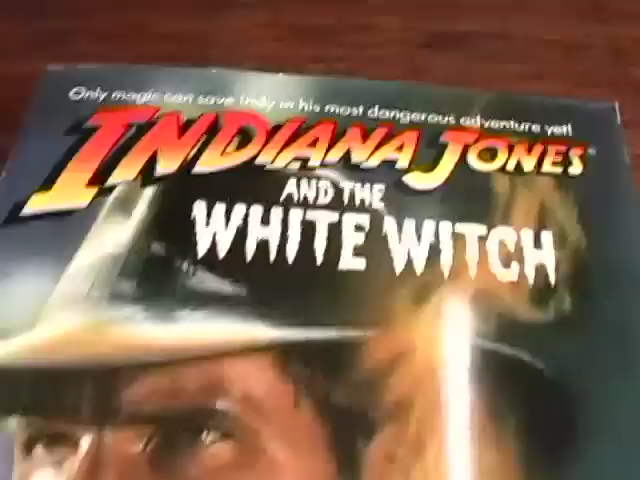 Only magic can save Indy in his most dangerous adventure yet!
INDIANA JONES
AND THE
WHITE WITCH